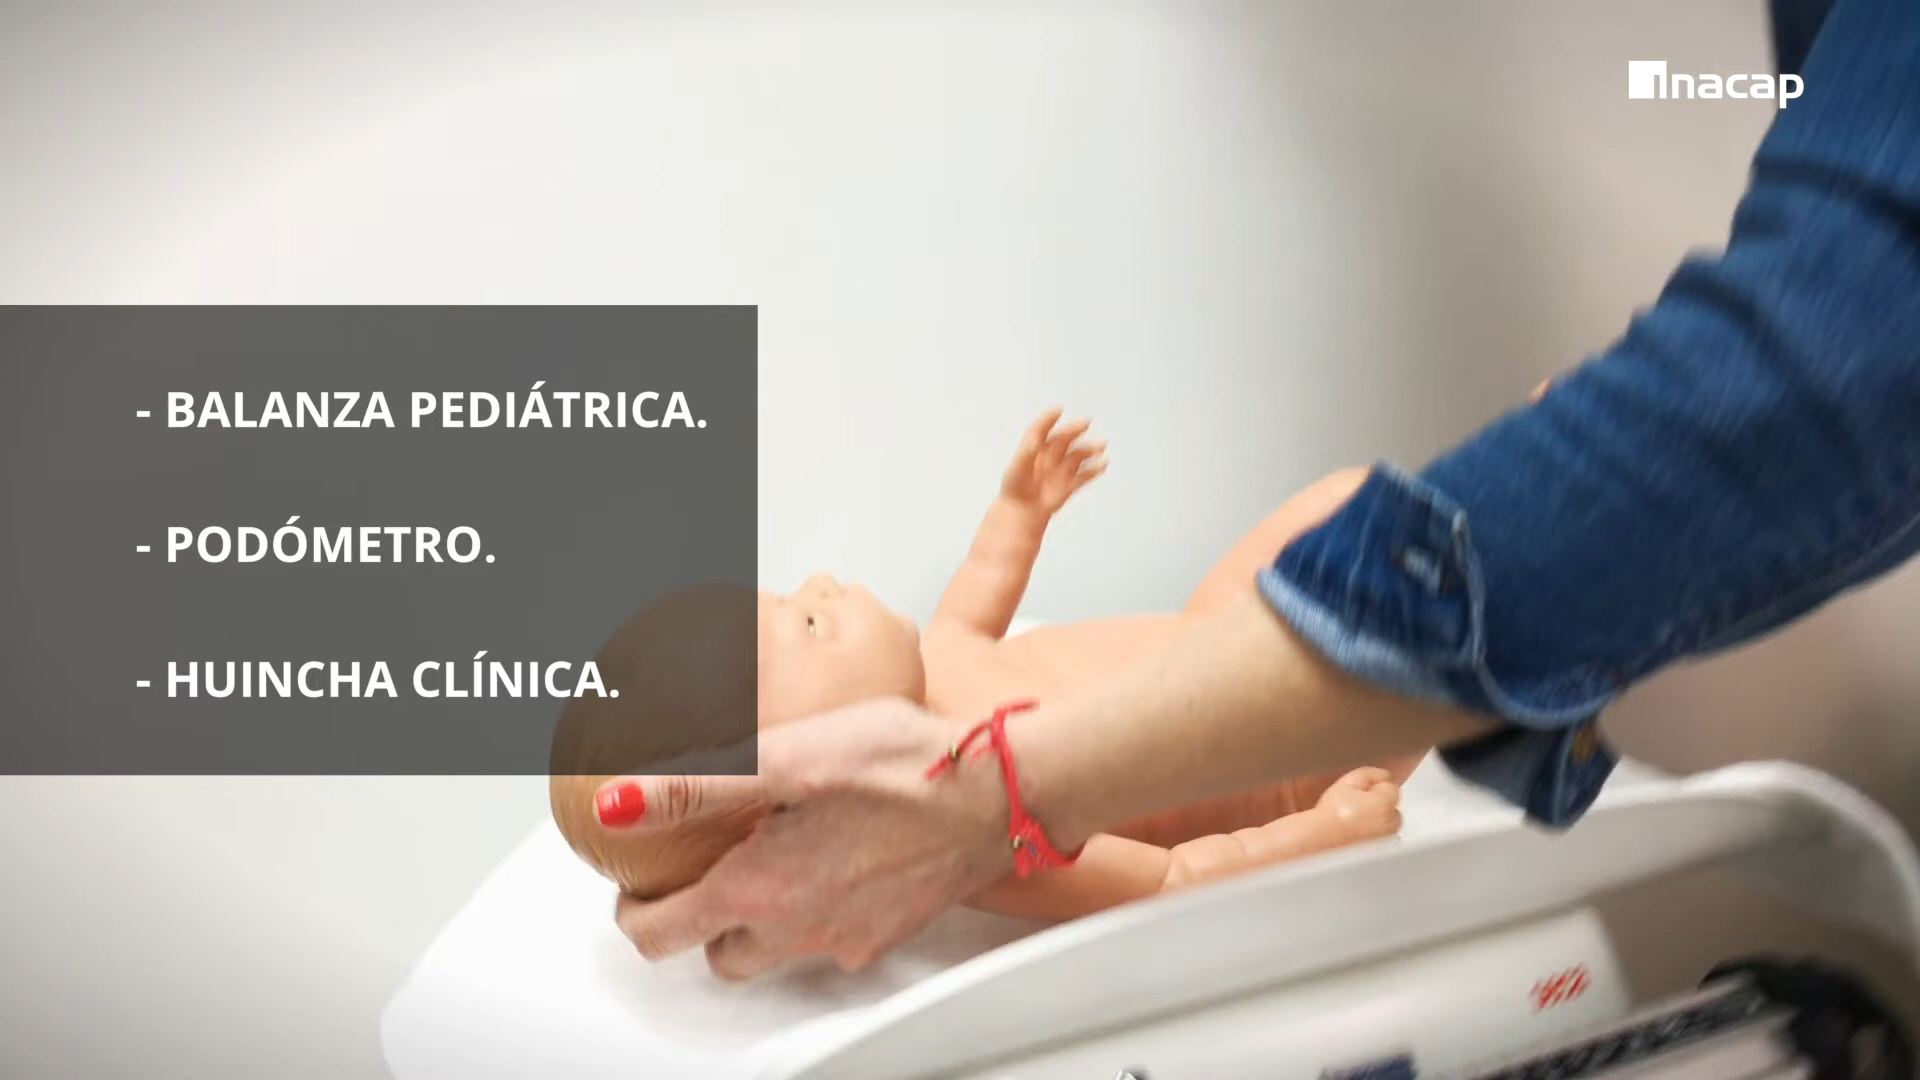 Inacap
- BALANZA PEDIÁTRICA.
- PODÓMETRO.
- HUINCHA CLÍNICA.